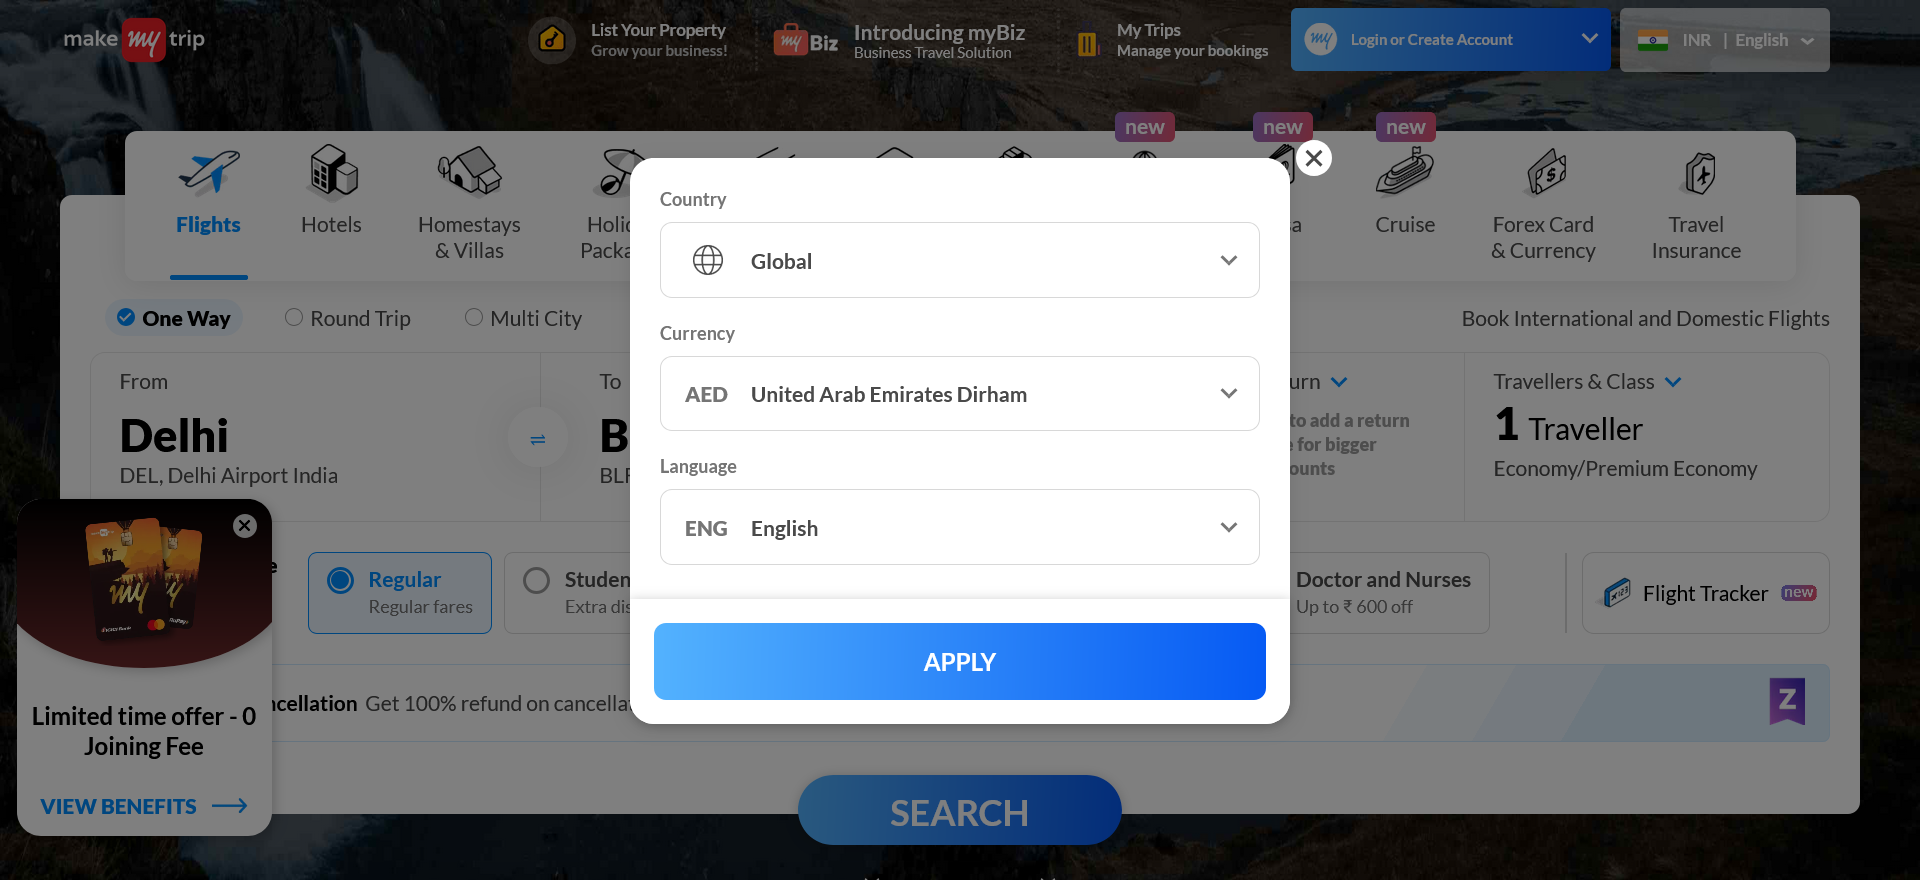 make my trip
List Your Property
Grow your business!
my Biz
Introducing myBiz
Business Travel Solution
My Trips
Manage your bookings
my
Login or Create Account
INR | English
new
new
new
Flights
Hotels
Homestays
& Villas
Cruise
Forex Card
& Currency
Travel
Insurance
One Way
Round Trip
Multi City
Book International and Domestic Flights
From
Delhi
DEL, Delhi Airport India
To
B
Travellers & Class
1 Traveller
Economy/Premium Economy
to add a return
for bigger
Country
Global
Currency
AED United Arab Emirates Dirham
Language
ENG English
APPLY
Regular
Regular fares
Studen
Extra dis
Doctor and Nurses
Up to ₹ 600 off
Flight Tracker new
ncellation Get 100% refund on cancella
Z
my
Limited time offer - 0
Joining Fee
VIEW BENEFITS
SEARCH